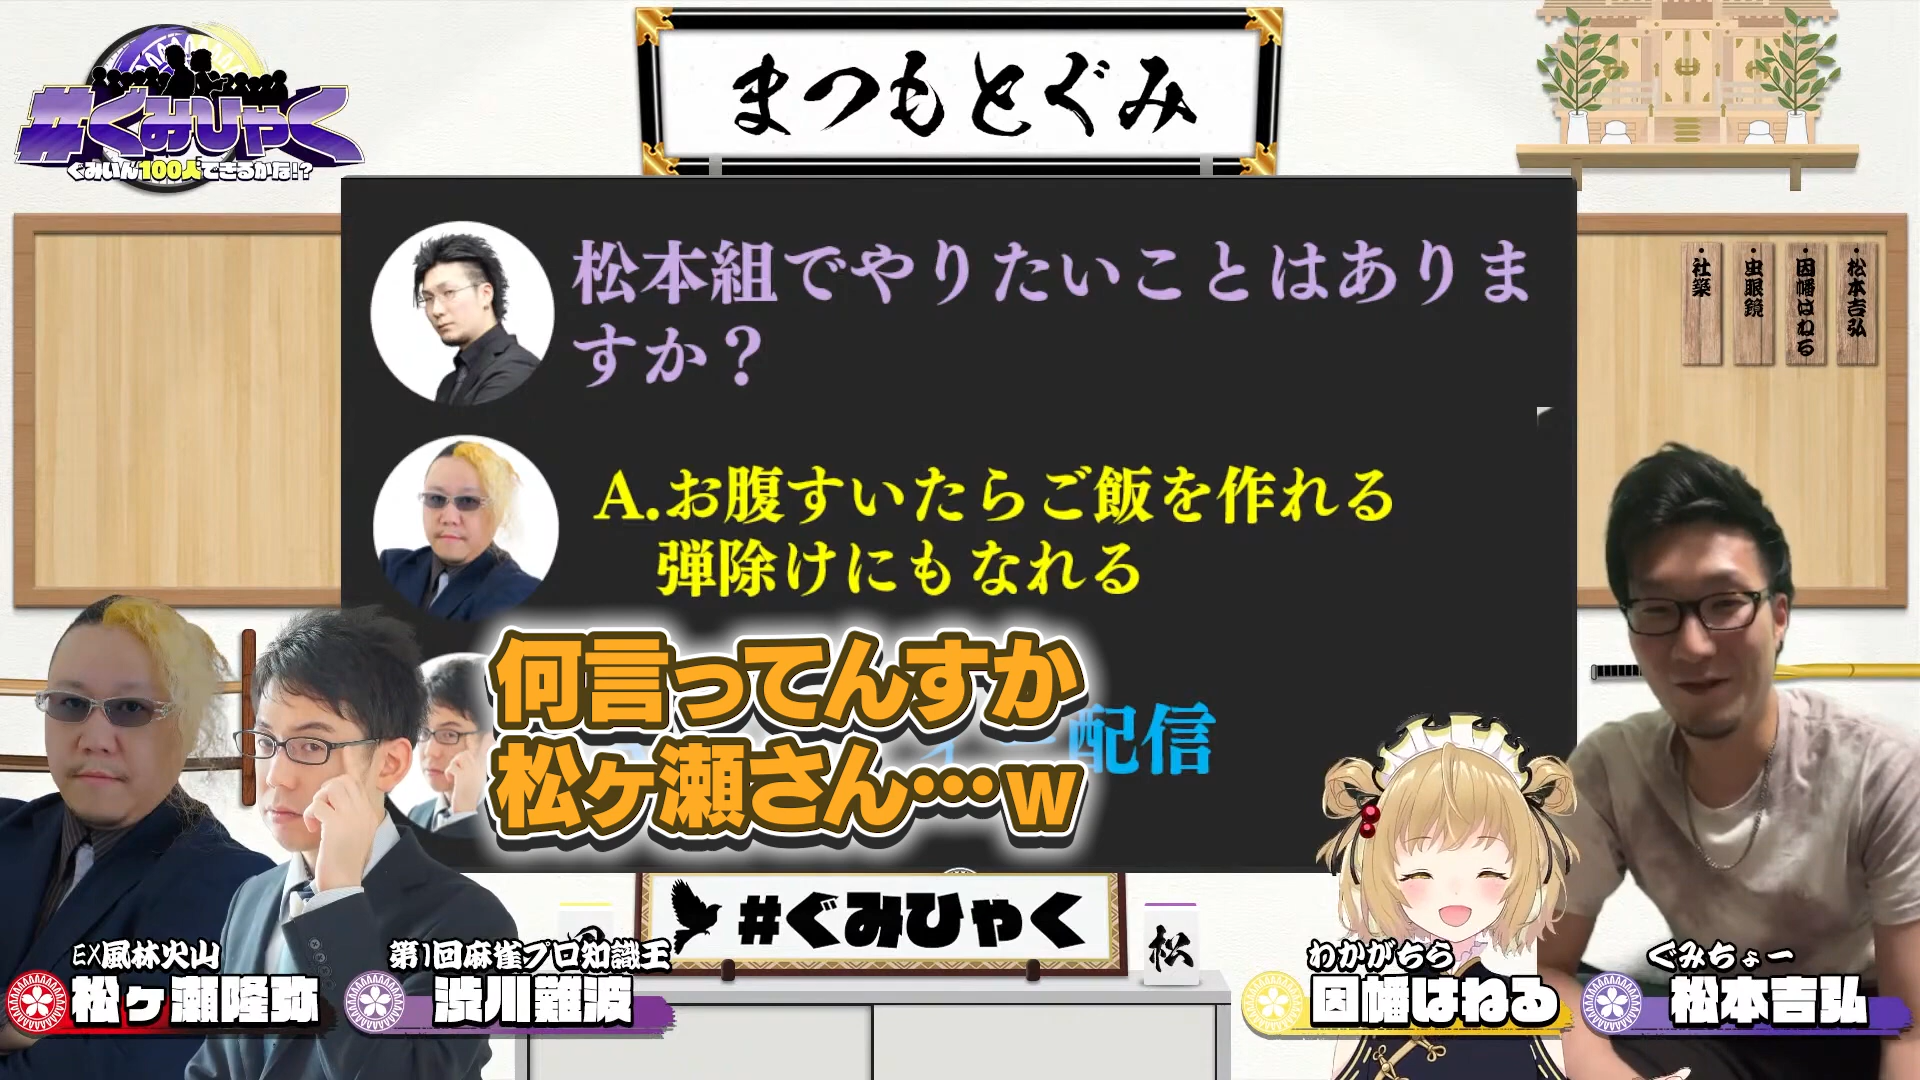 #ぐみひゃく
ぐみいん100人できるかな!?
まつもとぐみ
松本組でやりたいことはありま
すか？
A.お腹すいたらご飯を作れる
弾除けにもなれる
配信
何言ってんすか
松ヶ瀬さん…w
松本吉弘
因幡はねる
虫眼鏡
社築
#ぐみひゃく
松
EX風林火山
松ヶ瀬隆弥
第1回麻雀プロ知識王
渋川難波
わかがちら
因幡はねる
ぐみちょー
松本吉弘